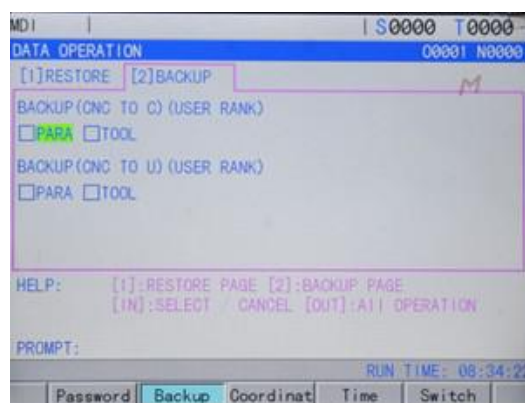 MDI S0000 T0000
DATA OPERATION O0001 N0000
[1]RESTORE [2]BACKUP
M
BACKUP(CNC TO C)(USER RANK)
PARA TOOL
BACKUP(CNC TO U)(USER RANK)
PARA TOOL
HELP: [1]:RESTORE PAGE [2]:BACKUP PAGE
[IN]:SELECT / CANCEL [OUT]:All OPERATION
PROMPT:
RUN TIME: 08:34:22
Password Backup Coordinat Time Switch